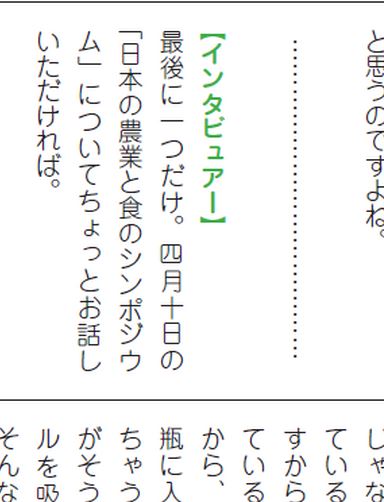 と思うのですよね。
【インタビュアー】
最後に一つだけ。四月十日の
「日本の農業と食のシンポジウ
ム」についてちょっとお話し
いただければ。
じゃな
ている
すから
ている
から、
瓶に入
ちゃう
がそう
ルを吸
そんな